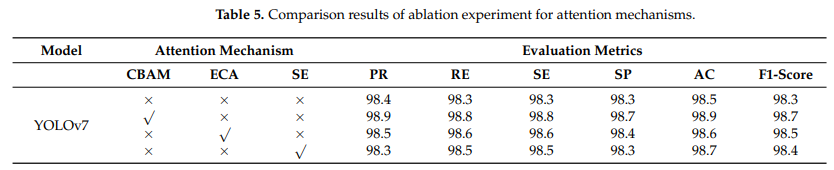 Table 5. Comparison results of ablation experiment for attention mechanisms.
Model Attention Mechanism Evaluation Metrics
CBAM ECA SE PR RE SE SP AC F1-Score
× × × 98.4 98.3 98.3 98.3 98.5 98.3
YOLOv7 √ × × 98.9 98.8 98.8 98.7 98.9 98.7
× √ × 98.5 98.6 98.6 98.4 98.6 98.5
× × √ 98.3 98.5 98.5 98.3 98.7 98.4